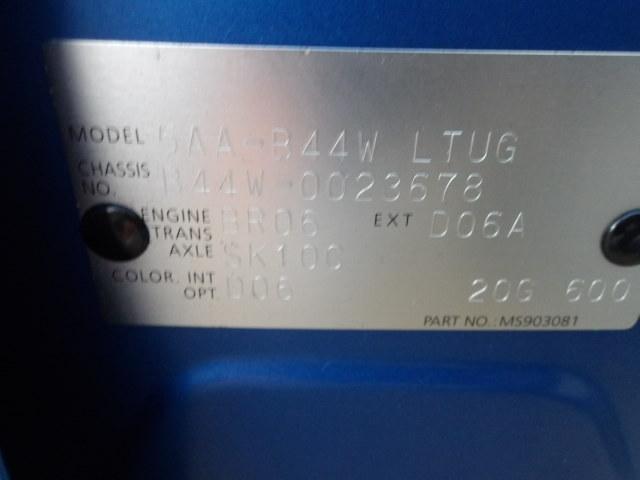 MODEL 5AA-B44W LTUG
CHASSIS NO. B44W-0023678
ENGINE BR06 EXT D06A
TRANS
AXLE SK10C
COLOR. INT D06 20G 600
OPT
PART NO.: MS903081